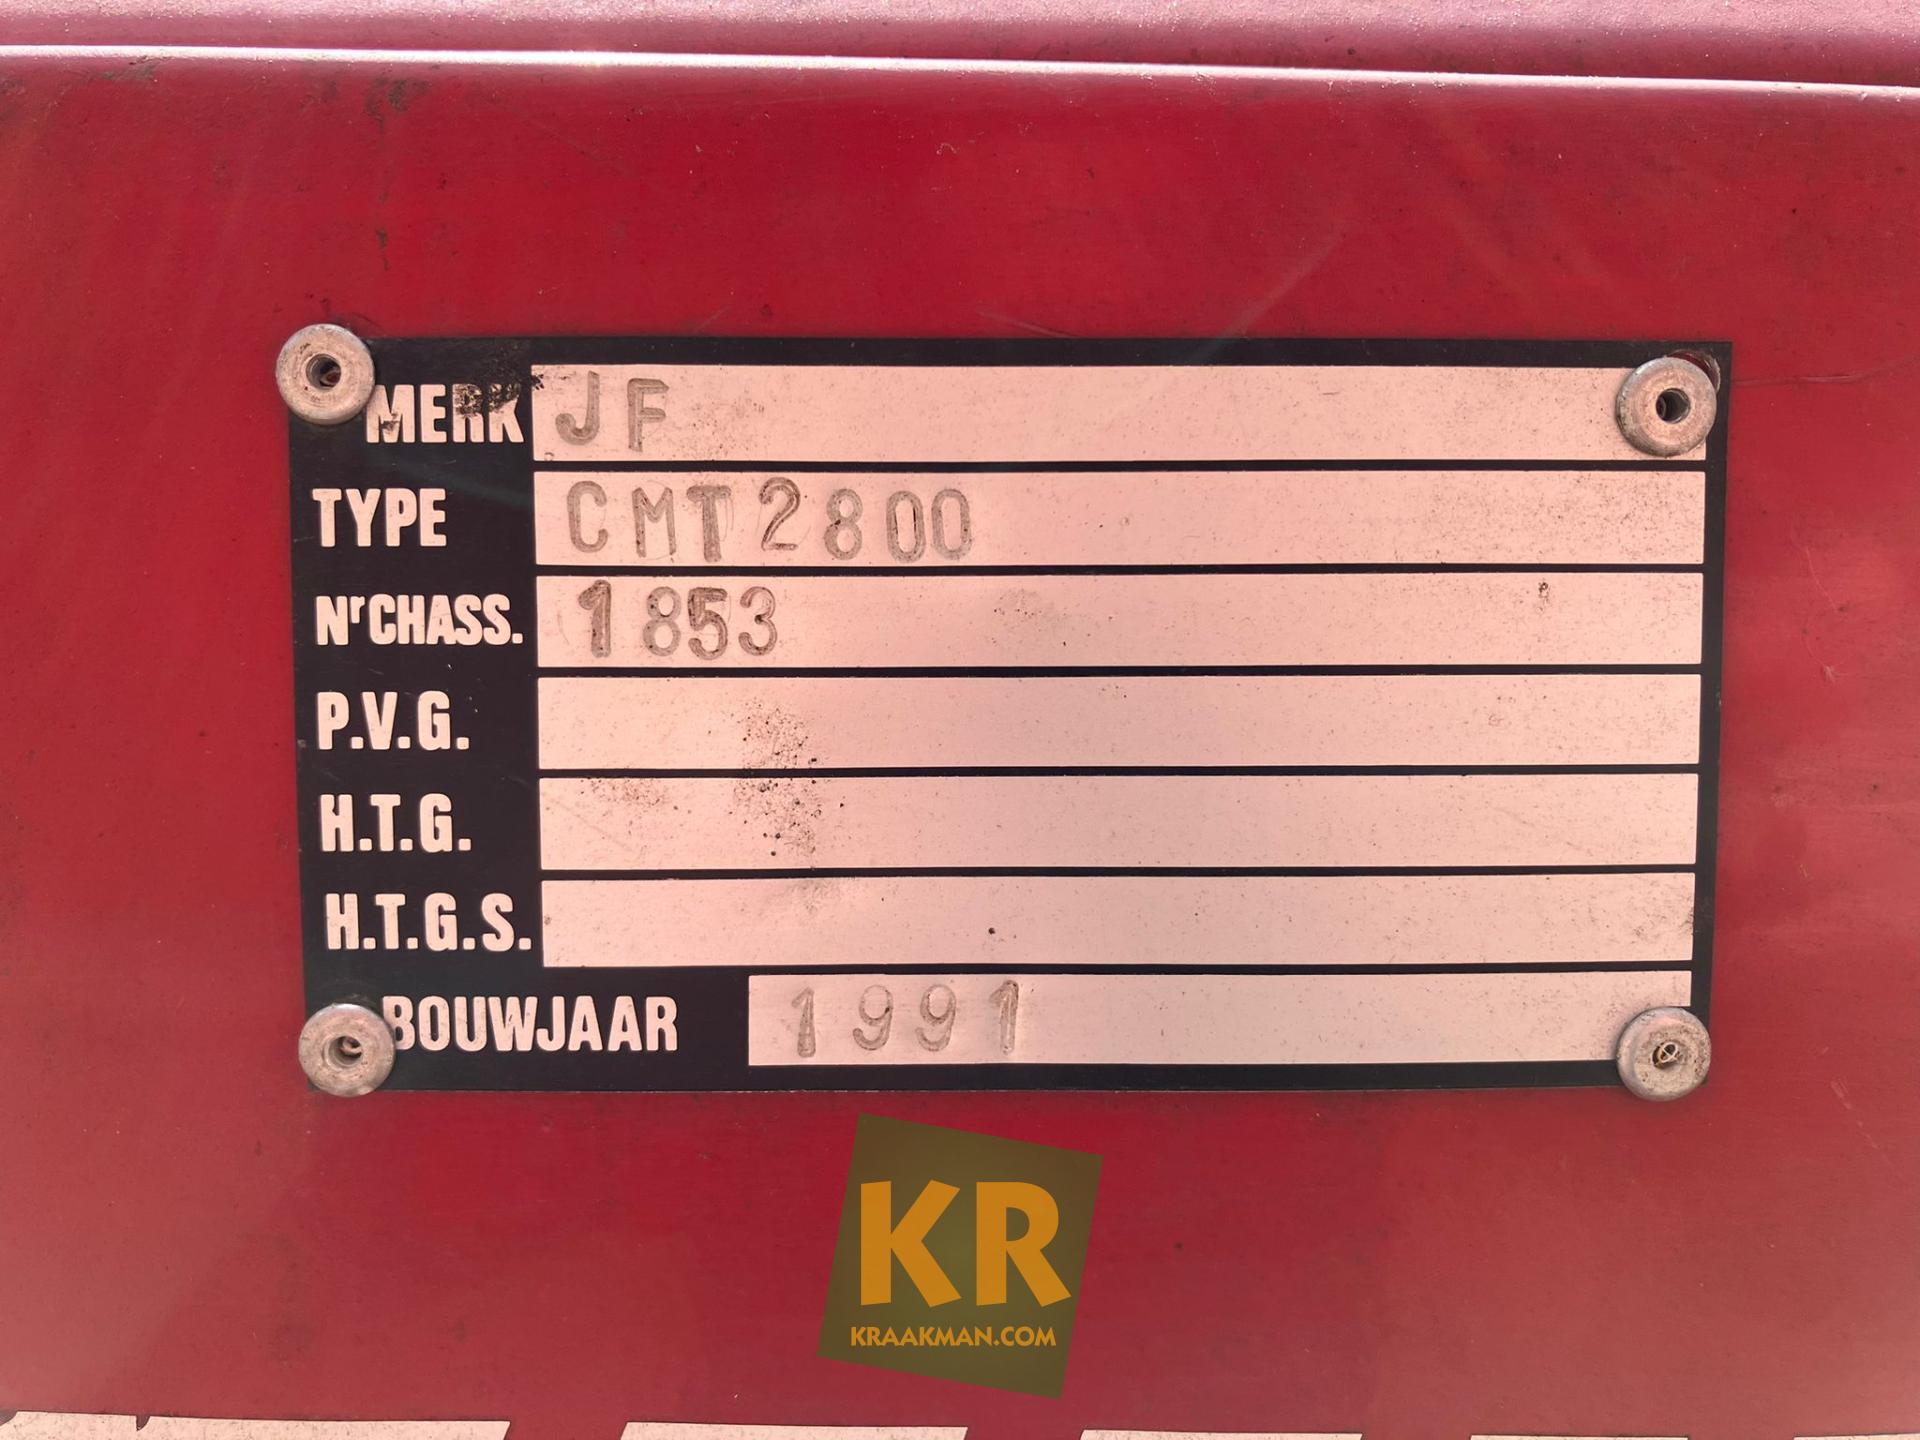 MERK JF
TYPE CMT2800
Nr CHASS. 1853
P.V.G.
H.T.G.
H.T.G.S.
BOUWJAAR 1991
KR
KRAAKMAN.COM